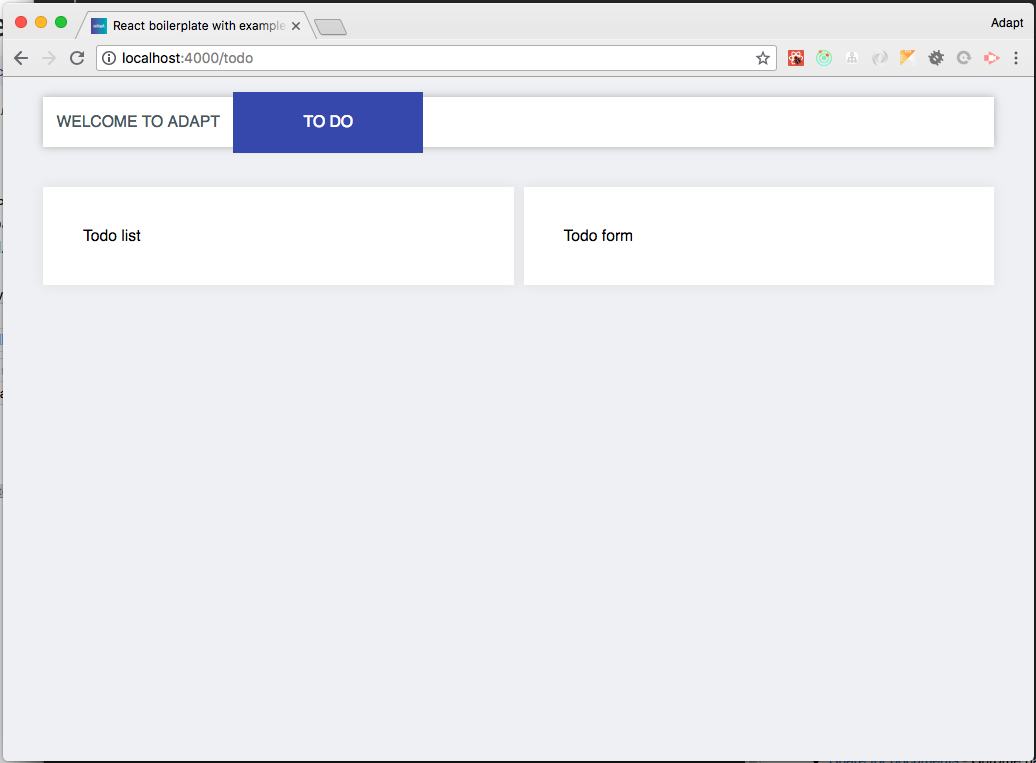 React boilerplate with example
Adapt
localhost:4000/todo
WELCOME TO ADAPT
TO DO
Todo list
Todo form